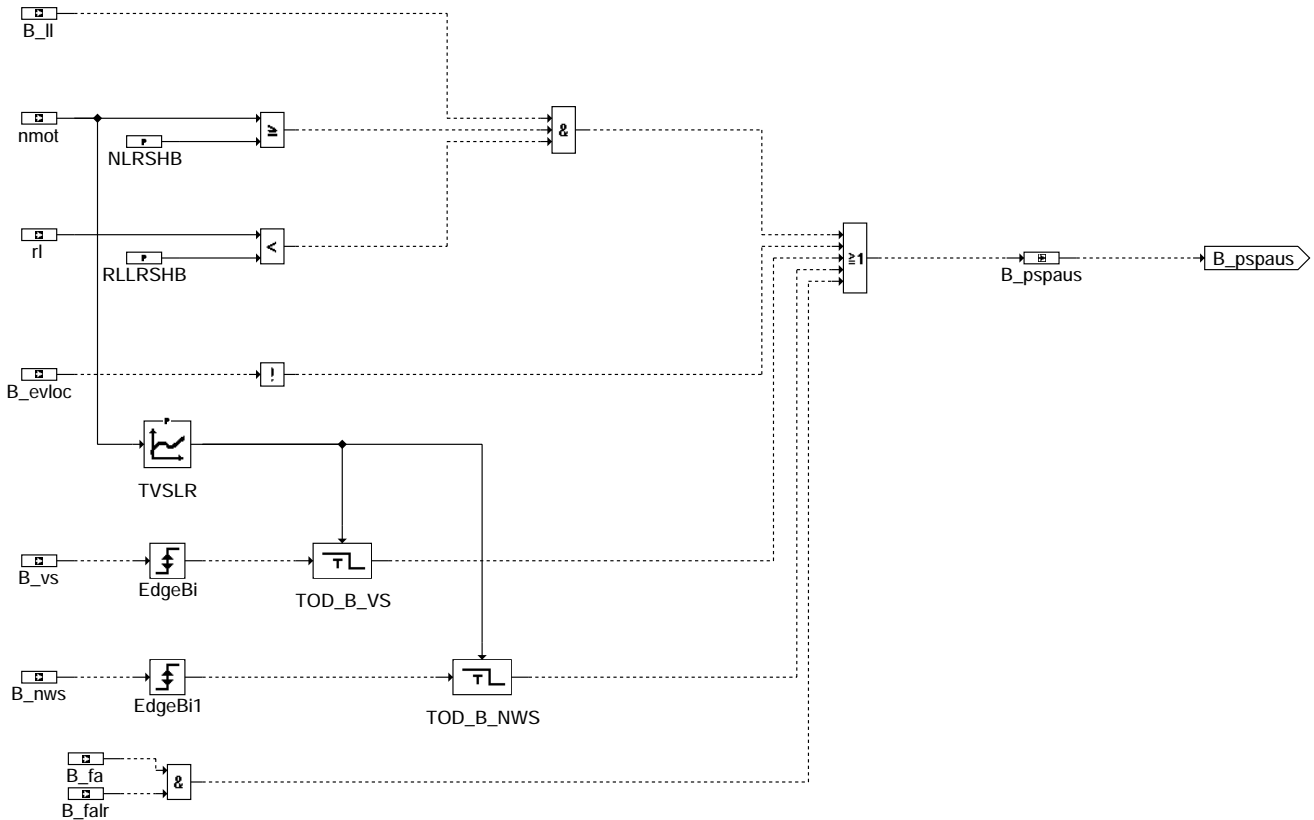 B_ll
nmot
NLRSHB
≥
&
rl
RLLRSHB
<
≧1
B_pspaus
B_pspaus
B_evloc
!
P
TVSLR
B_vs
EdgeBi
T
TOD_B_VS
B_nws
EdgeBi1
T
TOD_B_NWS
B_fa
&
B_falr